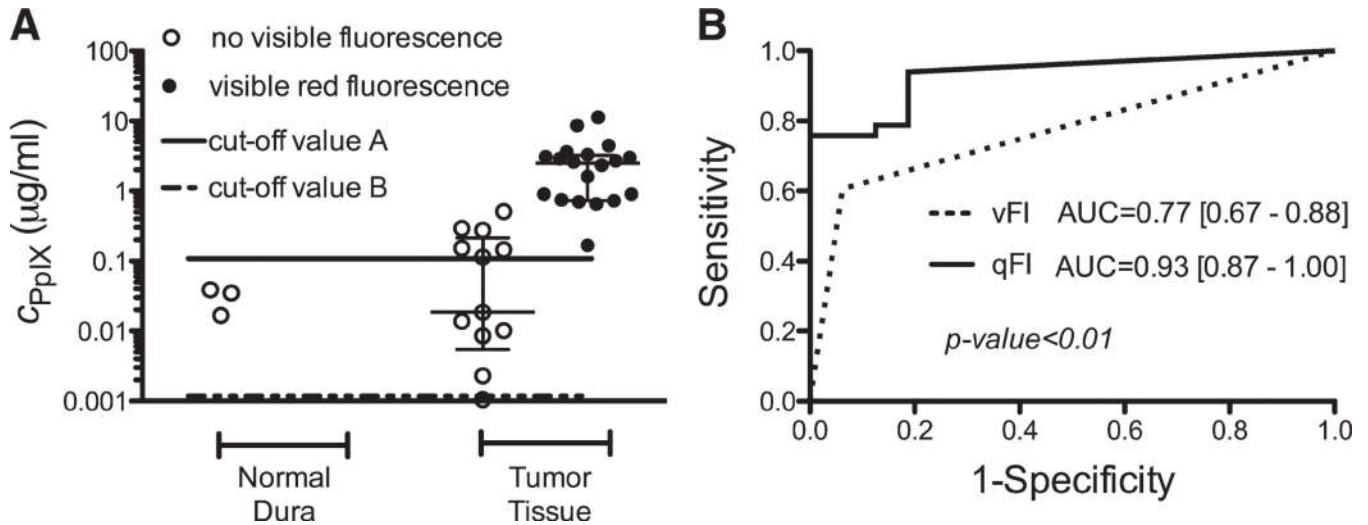 A
100
10
1
0.1
0.01
0.001
cPpIX (µg/ml)
no visible fluorescence
visible red fluorescence
cut-off value A
cut-off value B
Normal
Dura
Tumor
Tissue
B
1.0
0.8
0.6
0.4
0.2
0.0
Sensitivity
vFI AUC=0.77 [0.67 - 0.88]
qFI AUC=0.93 [0.87 - 1.00]
p-value<0.01
0.0 0.2 0.4 0.6 0.8 1.0
1-Specificity